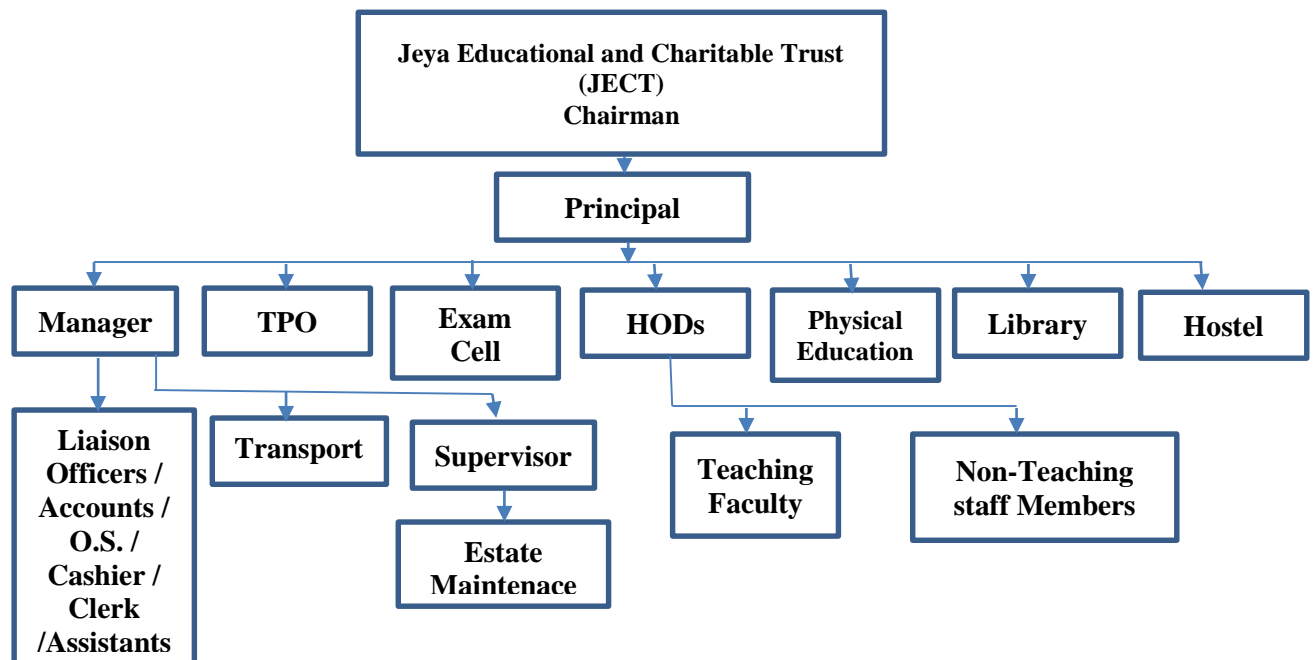 Jeya Educational and Charitable Trust
(JECT)
Chairman
Principal
Manager
TPO
Exam
Cell
HODs
Physical
Education
Library
Hostel
Liaison
Officers /
Accounts /
O.S. /
Cashier /
Clerk
/Assistants
Transport
Supervisor
Estate
Maintenace
Teaching
Faculty
Non-Teaching
staff Members